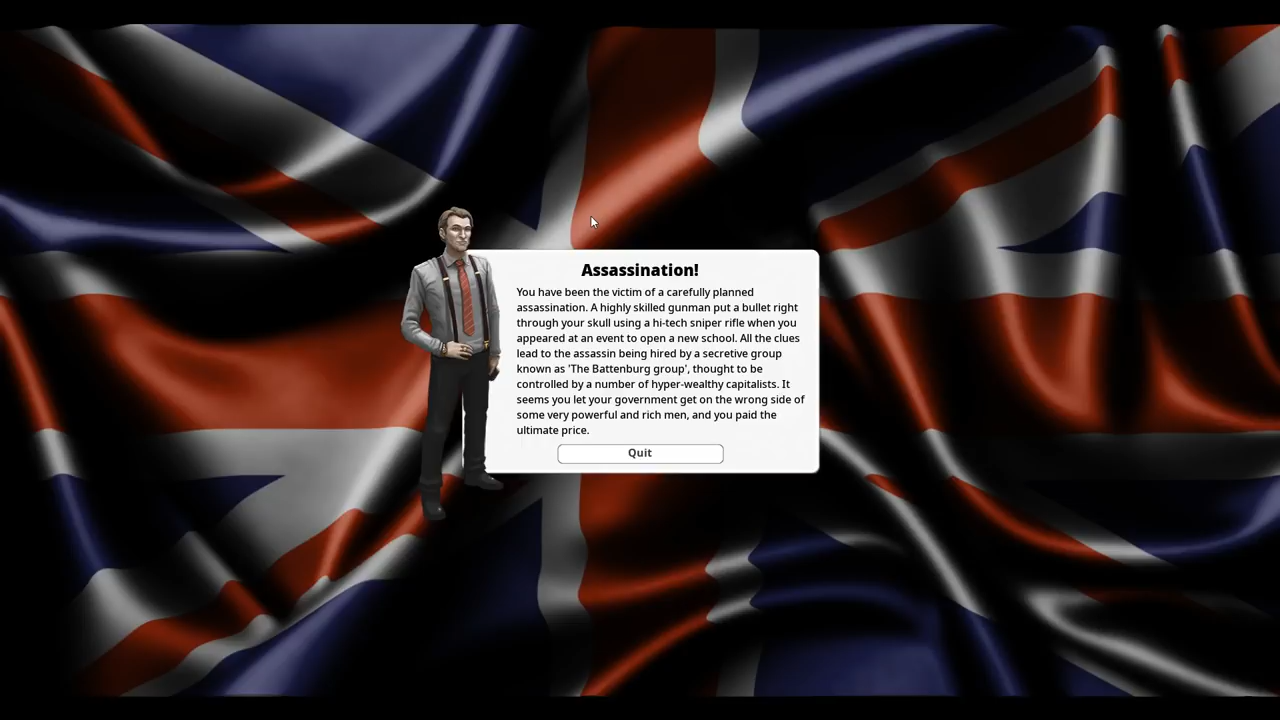 Assassination!
You have been the victim of a carefully planned
assassination. A highly skilled gunman put a bullet right
through your skull using a hi-tech sniper rifle when you
appeared at an event to open a new school. All the clues
lead to the assassin being hired by a secretive group
known as 'The Battenburg group', thought to be
controlled by a number of hyper-wealthy capitalists. It
seems you let your government get on the wrong side of
some very powerful and rich men, and you paid the
ultimate price.
Quit